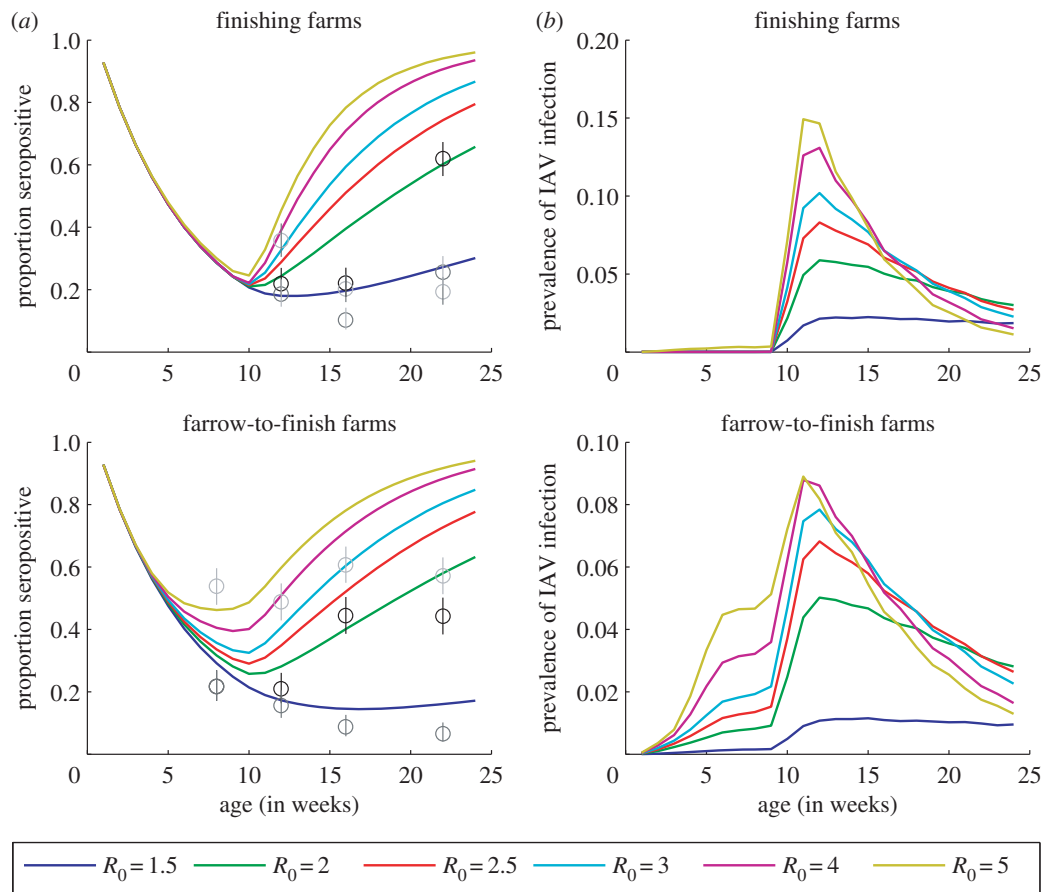 (a) finishing farms
1.0
0.8
0.6
0.4
0.2
0 5 10 15 20 25
proportion seropositive
(b) finishing farms
0.20
0.15
0.10
0.05
0 5 10 15 20 25
prevalence of IAV infection
farrow-to-finish farms
1.0
0.8
0.6
0.4
0.2
0 5 10 15 20 25
proportion seropositive
age (in weeks)
farrow-to-finish farms
0.10
0.08
0.06
0.04
0.02
0 5 10 15 20 25
prevalence of IAV infection
age (in weeks)
R0 = 1.5 R0 = 2 R0 = 2.5 R0 = 3 R0 = 4 R0 = 5